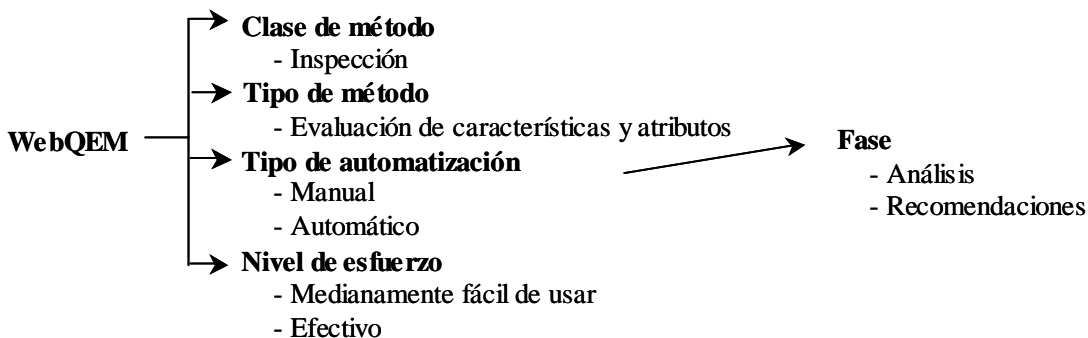 WebQEM
Clase de método
- Inspección
Tipo de método
- Evaluación de características y atributos
Tipo de automatización
- Manual
- Automático
Nivel de esfuerzo
- Medianamente fácil de usar
- Efectivo
Fase
- Análisis
- Recomendaciones